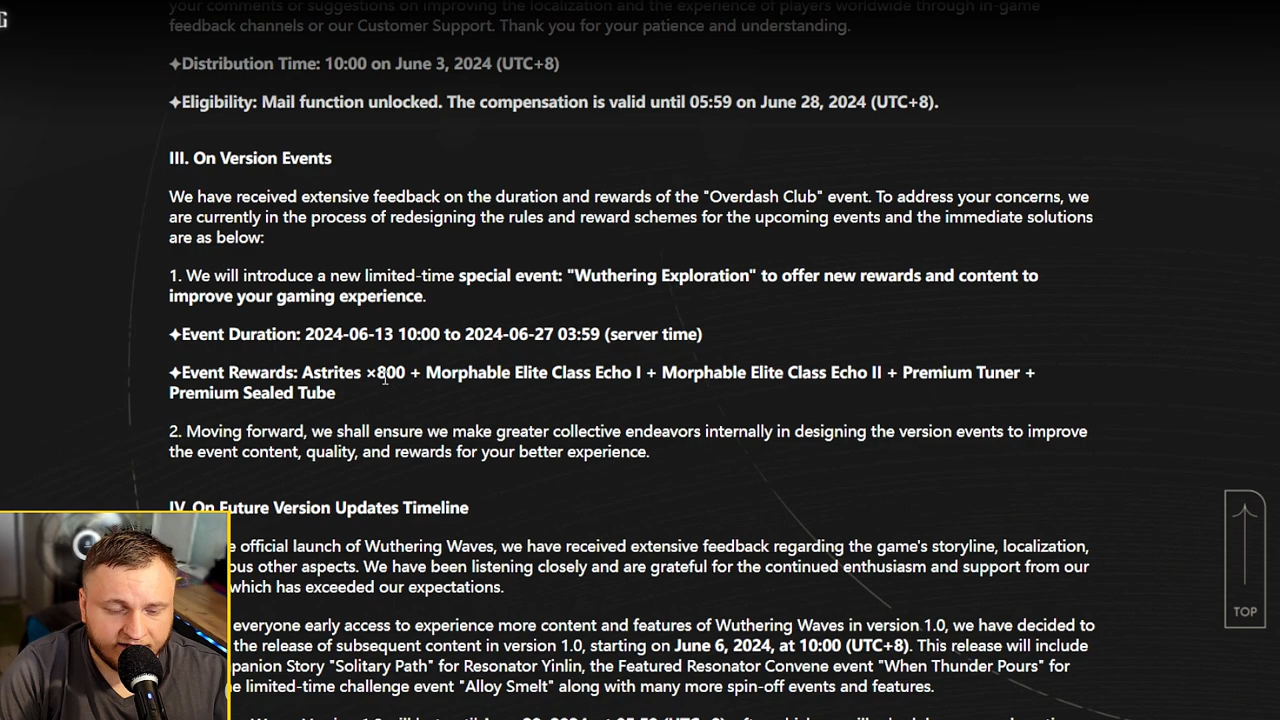 your comments or suggestions on improving the localization and the experience of players worldwide through in-game
feedback channels or our Customer Support. Thank you for your patience and understanding.
✦Distribution Time: 10:00 on June 3, 2024 (UTC+8)
✦Eligibility: Mail function unlocked. The compensation is valid until 05:59 on June 28, 2024 (UTC+8).
III. On Version Events
We have received extensive feedback on the duration and rewards of the "Overdash Club" event. To address your concerns, we
are currently in the process of redesigning the rules and reward schemes for the upcoming events and the immediate solutions
are as below:
1. We will introduce a new limited-time special event: "Wuthering Exploration" to offer new rewards and content to
improve your gaming experience.
✦Event Duration: 2024-06-13 10:00 to 2024-06-27 03:59 (server time)
✦Event Rewards: Astrites ×800 + Morphable Elite Class Echo I + Morphable Elite Class Echo II + Premium Tuner +
Premium Sealed Tube
2. Moving forward, we shall ensure we make greater collective endeavors internally in designing the version events to improve
the event content, quality, and rewards for your better experience.
IV. On Future Version Updates Timeline
official launch of Wuthering Waves, we have received extensive feedback regarding the game's storyline, localization,
other aspects. We have been listening closely and are grateful for the continued enthusiasm and support from our
which has exceeded our expectations.
everyone early access to experience more content and features of Wuthering Waves in version 1.0, we have decided to
the release of subsequent content in version 1.0, starting on June 6, 2024, at 10:00 (UTC+8). This release will include
Story "Solitary Path" for Resonator Yinlin, the Featured Resonator Convene event "When Thunder Pours" for
limited-time challenge event "Alloy Smelt" along with many more spin-off events and features.
TOP